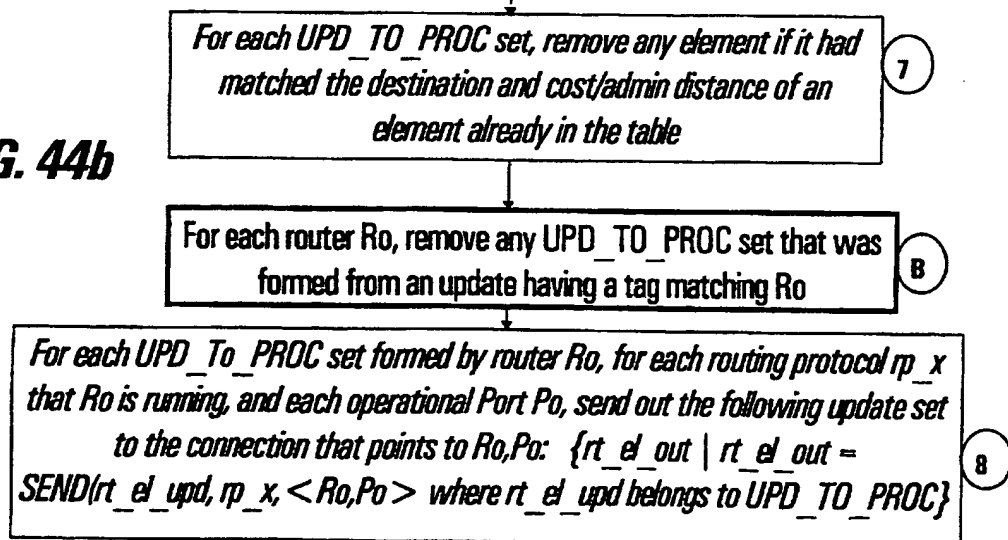 For each UPD_TO_PROC set, remove any element if it had
matched the destination and cost/admin distance of an
element already in the table
7
G. 44b
For each router Ro, remove any UPD_TO_PROC set that was
formed from an update having a tag matching Ro
B
For each UPD_To_PROC set formed by router Ro, for each routing protocol rp_x
that Ro is running, and each operational Port Po, send out the following update set
to the connection that points to Ro,Po: {rt_el_out | rt_el_out =
SEND(rt_el_upd, rp_x, <Ro,Po> where rt_el_upd belongs to UPD_TO_PROC}
8